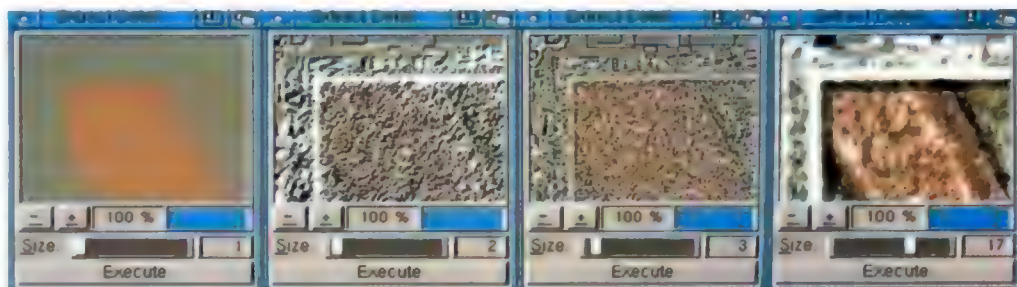 - + 100 %
Size 1
Execute
- + 100 %
Size 2
Execute
- + 100 %
Size 3
Execute
- + 100 %
Size 17
Execute